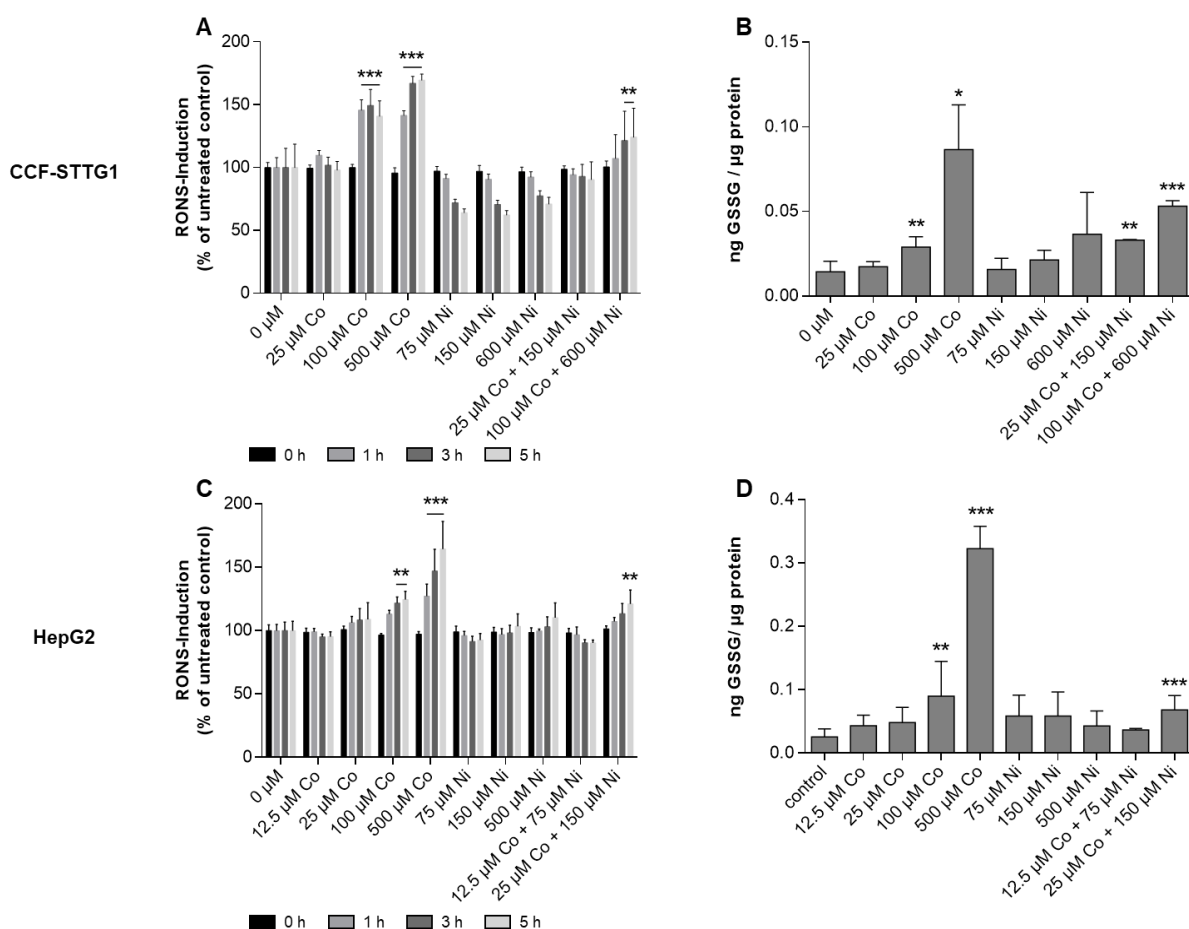 A
RONS-Induction
(% of untreated control)
200
150
100
50
0
***
***
**
0 µM
25 µM Co
100 µM Co
500 µM Co
75 µM Ni
150 µM Ni
600 µM Ni
25 µM Co + 150 µM Ni
100 µM Co + 600 µM Ni
0 h
1 h
3 h
5 h
CCF-STTG1
B
ng GSSG / µg protein
0.15
0.10
0.05
0.00
**
*
**
***
0 µM
25 µM Co
100 µM Co
500 µM Co
75 µM Ni
150 µM Ni
600 µM Ni
25 µM Co + 150 µM Ni
100 µM Co + 600 µM Ni
C
RONS-Induction
(% of untreated control)
200
150
100
50
0
**
***
**
0 µM
12.5 µM Co
25 µM Co
100 µM Co
500 µM Co
75 µM Ni
150 µM Ni
500 µM Ni
12.5 µM Co + 75 µM Ni
25 µM Co + 150 µM Ni
0 h
1 h
3 h
5 h
HepG2
D
ng GSSG/ µg protein
0.4
0.3
0.2
0.1
0.0
**
***
***
control
12.5 µM Co
25 µM Co
100 µM Co
500 µM Co
75 µM Ni
150 µM Ni
500 µM Ni
12.5 µM Co + 75 µM Ni
25 µM Co + 150 µM Ni